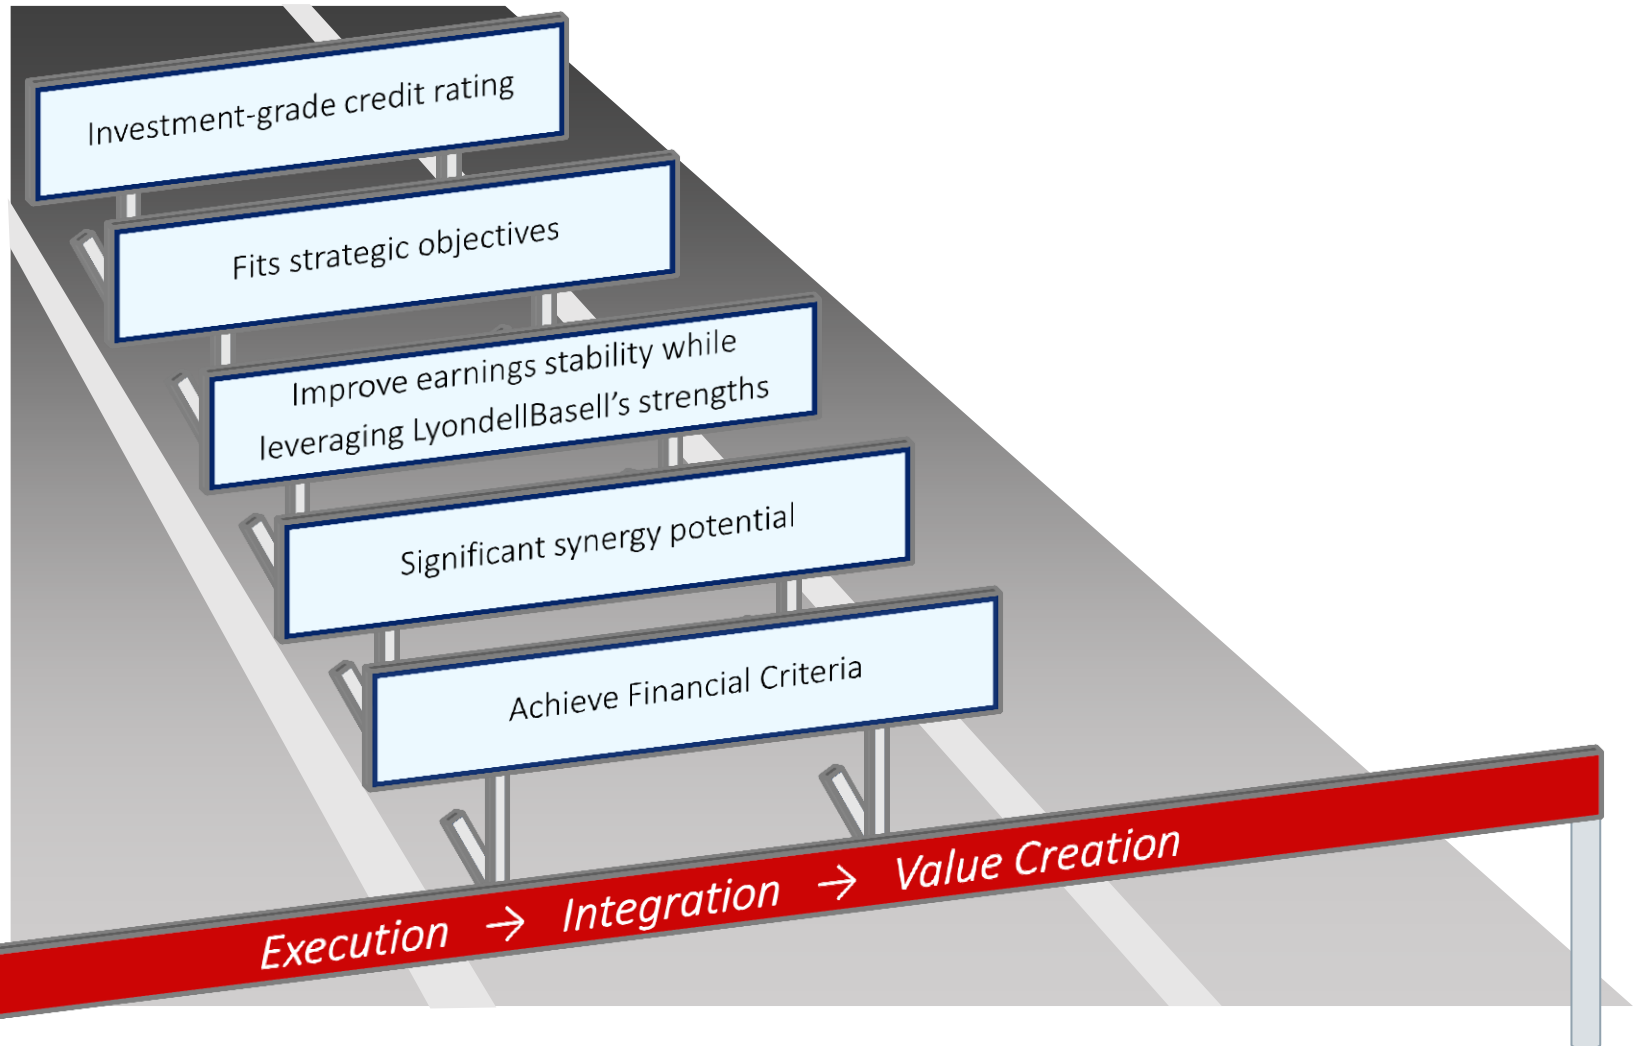 Investment-grade credit rating
Fits strategic objectives
Improve earnings stability while
leveraging LyondellBasell’s strengths
Significant synergy potential
Achieve Financial Criteria
Execution → Integration → Value Creation